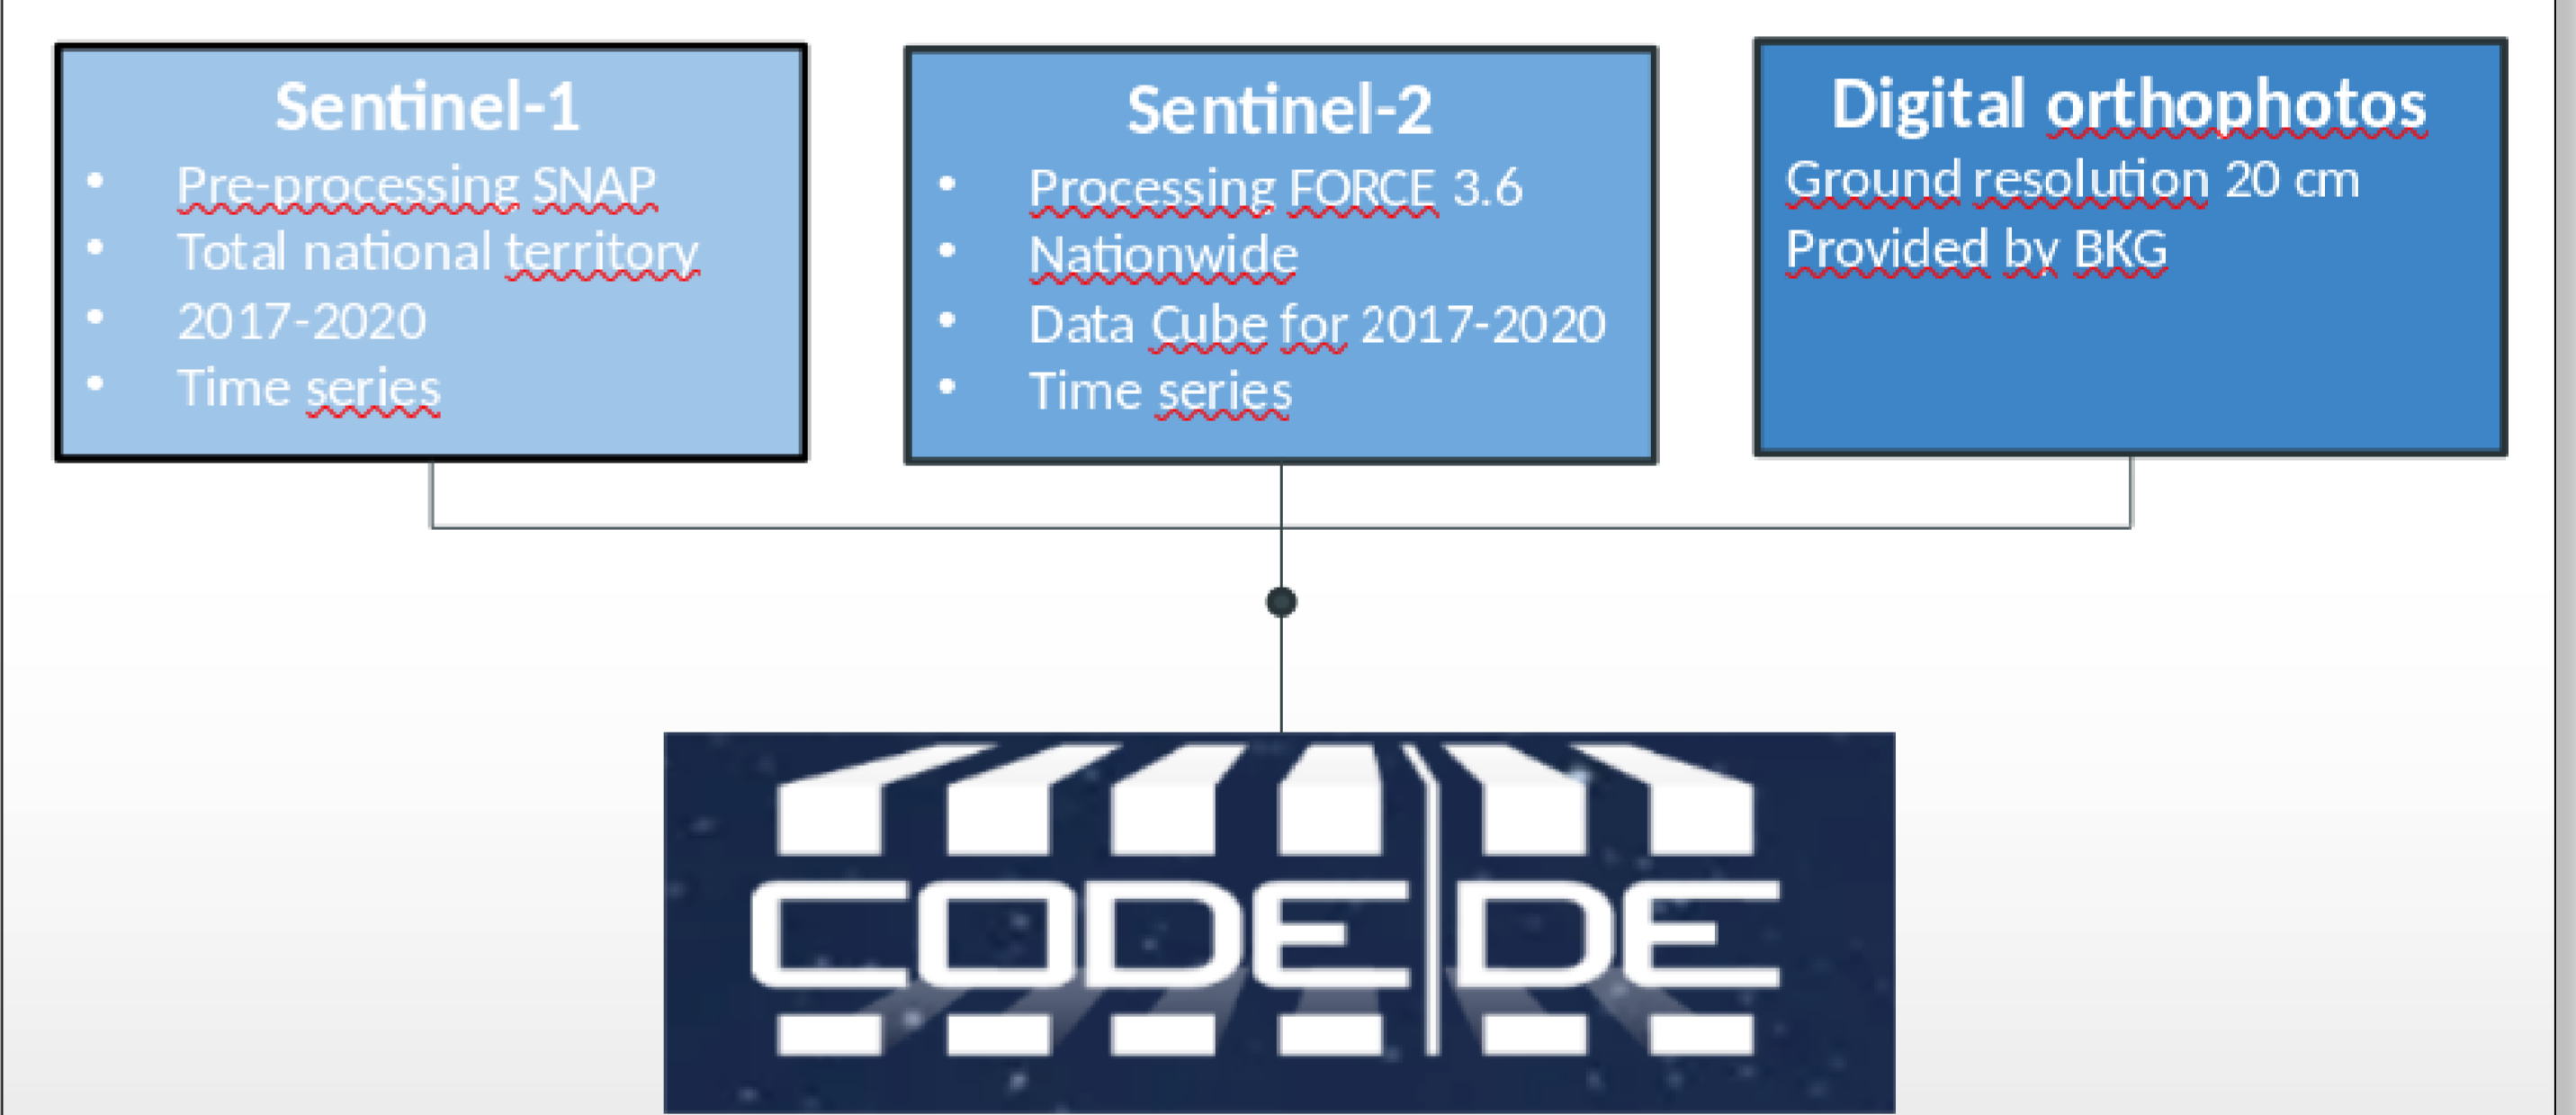 Sentinel-1
• Pre-processing SNAP
• Total national territory
• 2017-2020
• Time series
Sentinel-2
• Processing FORCE 3.6
• Nationwide
• Data Cube for 2017-2020
• Time series
Digital orthophotos
Ground resolution 20 cm
Provided by BKG
CODE|DE